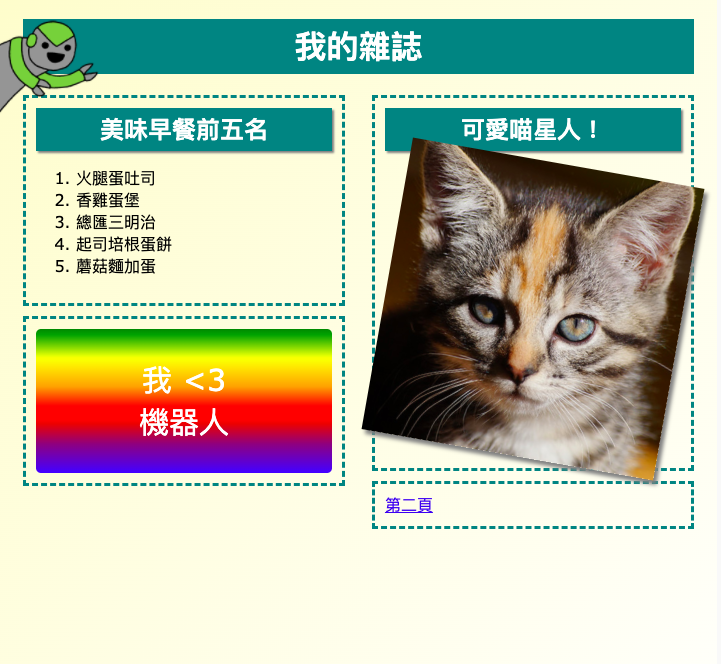 我的雜誌
美味早餐前五名
1. 火腿蛋吐司
2. 香雞蛋堡
3. 總匯三明治
4. 起司培根蛋餅
5. 蘑菇麵加蛋
我 <3
機器人
可愛喵星人！
第二頁